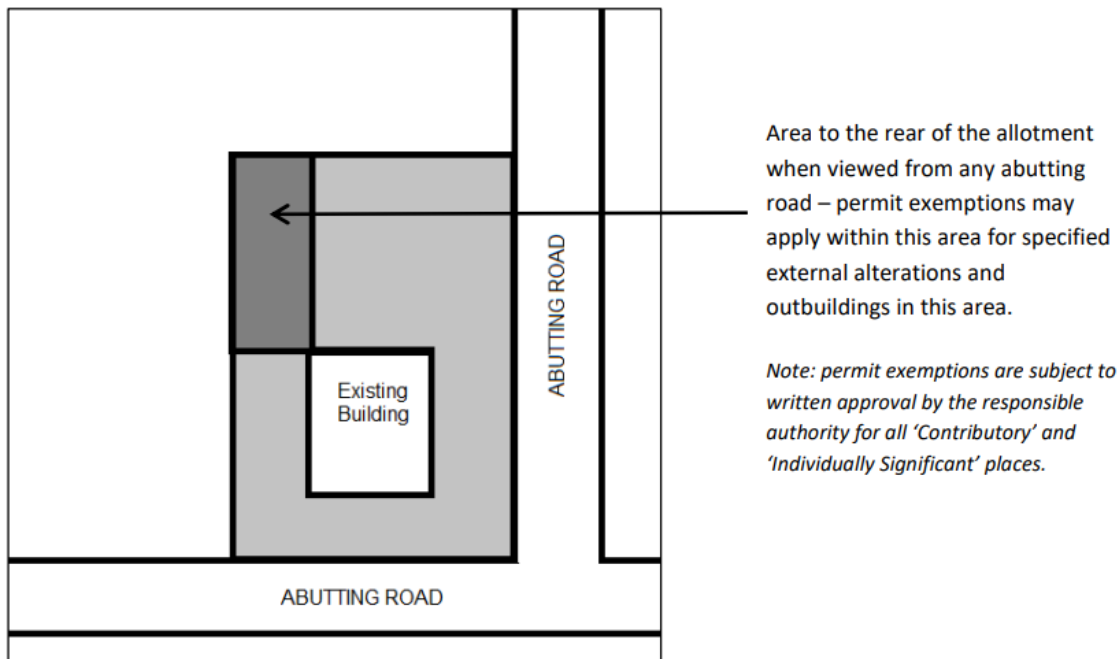 Area to the rear of the allotment
when viewed from any abutting
road – permit exemptions may
apply within this area for specified
external alterations and
outbuildings in this area.
Note: permit exemptions are subject to
written approval by the responsible
authority for all ‘Contributory’ and
‘Individually Significant’ places.
ABUTTING ROAD
Existing
Building
ABUTTING ROAD